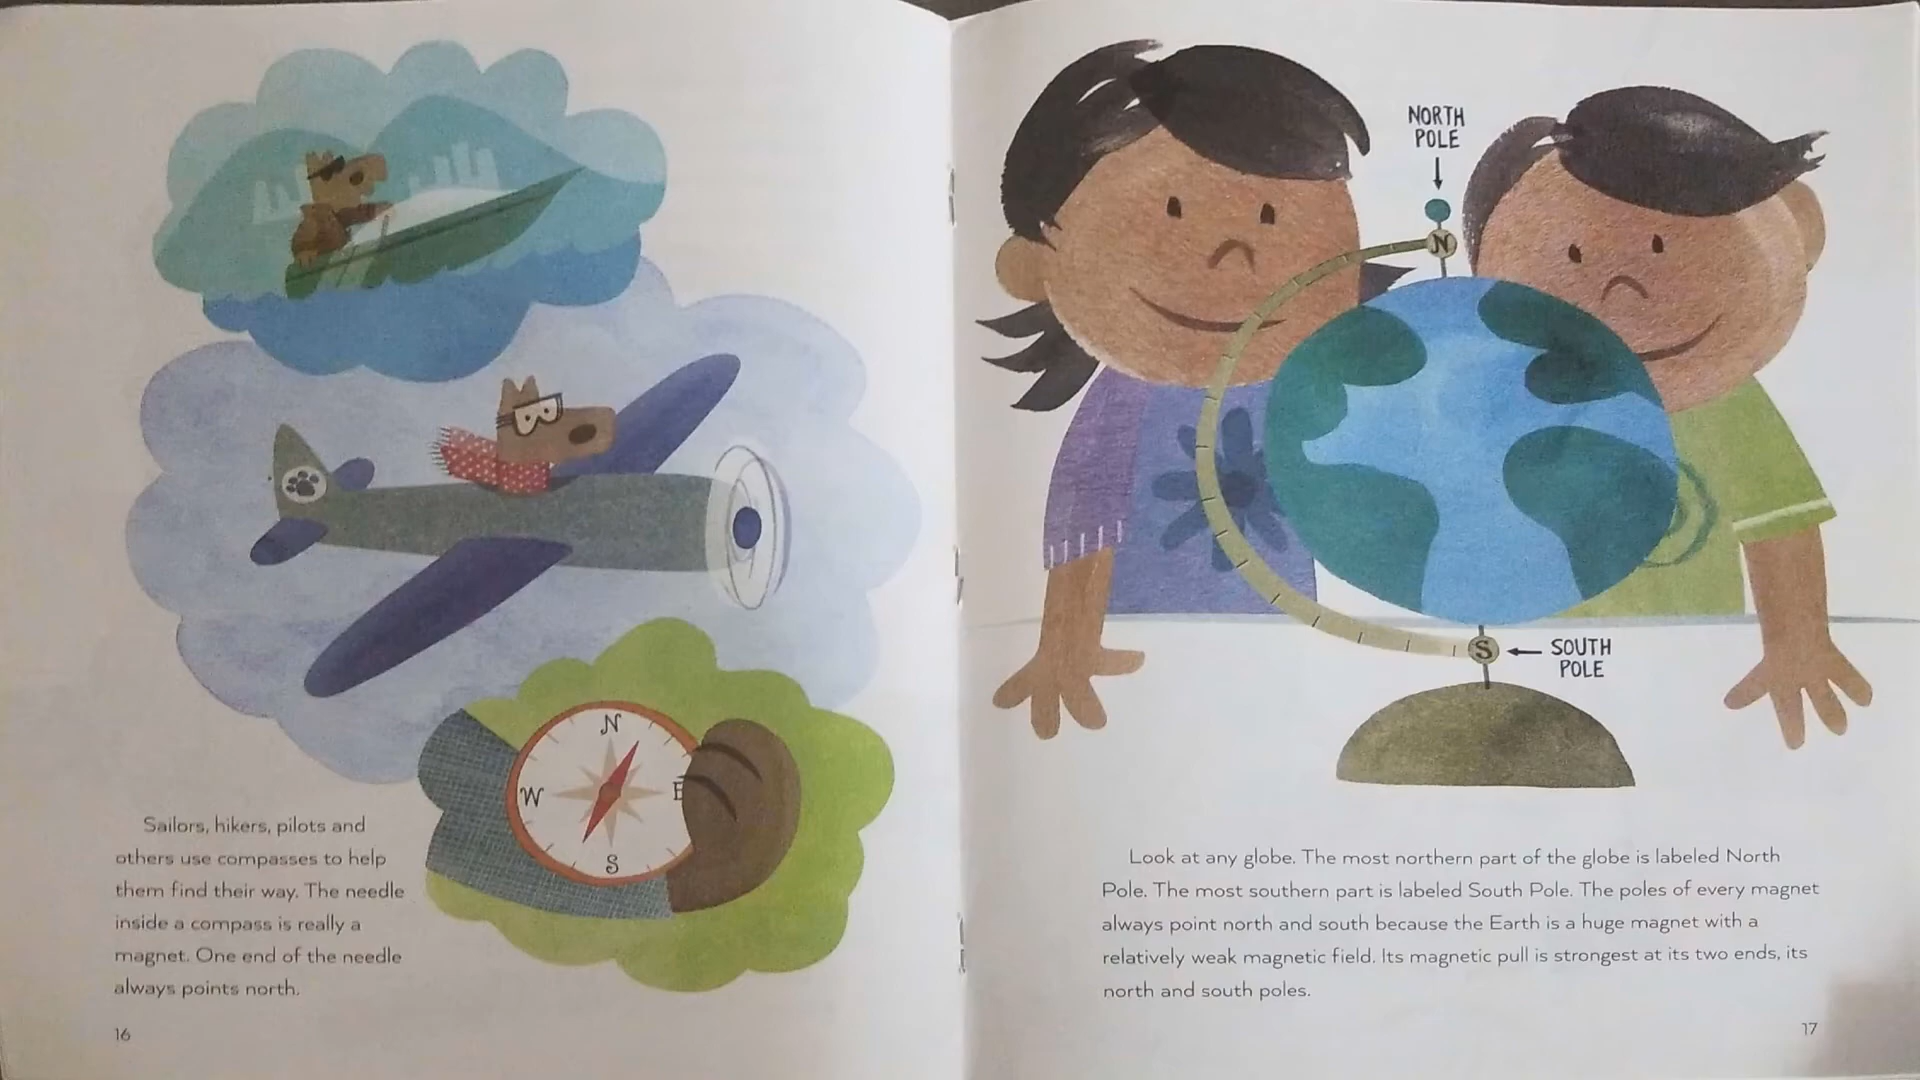 N
W
E
S
Sailors, hikers, pilots and
others use compasses to help
them find their way. The needle
inside a compass is really a
magnet. One end of the needle
always points north.
16
NORTH
POLE
N
S
SOUTH
POLE
Look at any globe. The most northern part of the globe is labeled North
Pole. The most southern part is labeled South Pole. The poles of every magnet
always point north and south because the Earth is a huge magnet with a
relatively weak magnetic field. Its magnetic pull is strongest at its two ends, its
north and south poles.
17